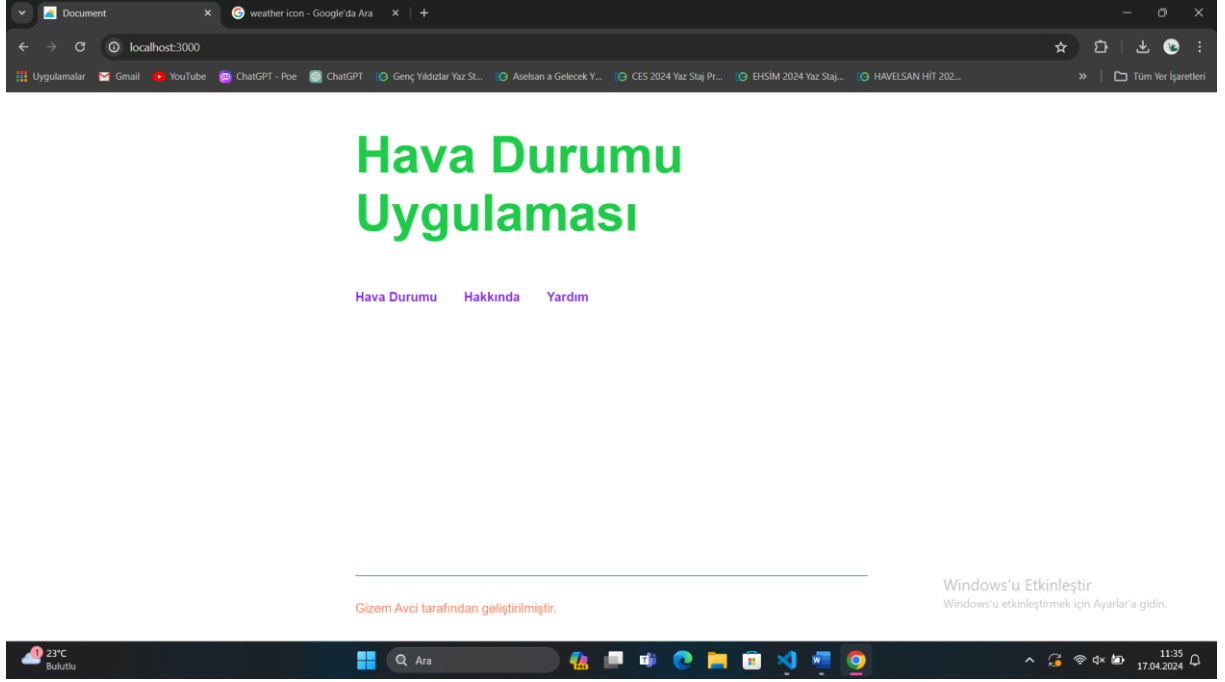 Document
weather icon - Google'da Ara
localhost:3000
Uygulamalar
Gmail
YouTube
ChatGPT - Poe
ChatGPT
Genç Yıldızlar Yaz St...
Aselsan a Gelecek Y...
CES 2024 Yaz Staj Pr...
EHSİM 2024 Yaz Staj...
HAVELSAN HİT 202...
»
Tüm Yer İşaretleri
Hava Durumu
Uygulaması
Hava Durumu Hakkında Yardım
Gizem Avci tarafından geliştirilmiştir.
Windows'u Etkinleştir
Windows'u etkinleştirmek için Ayarlar'a gidin.
1
23°C
Bulutlu
Ara
PRE
11:35
17.04.2024